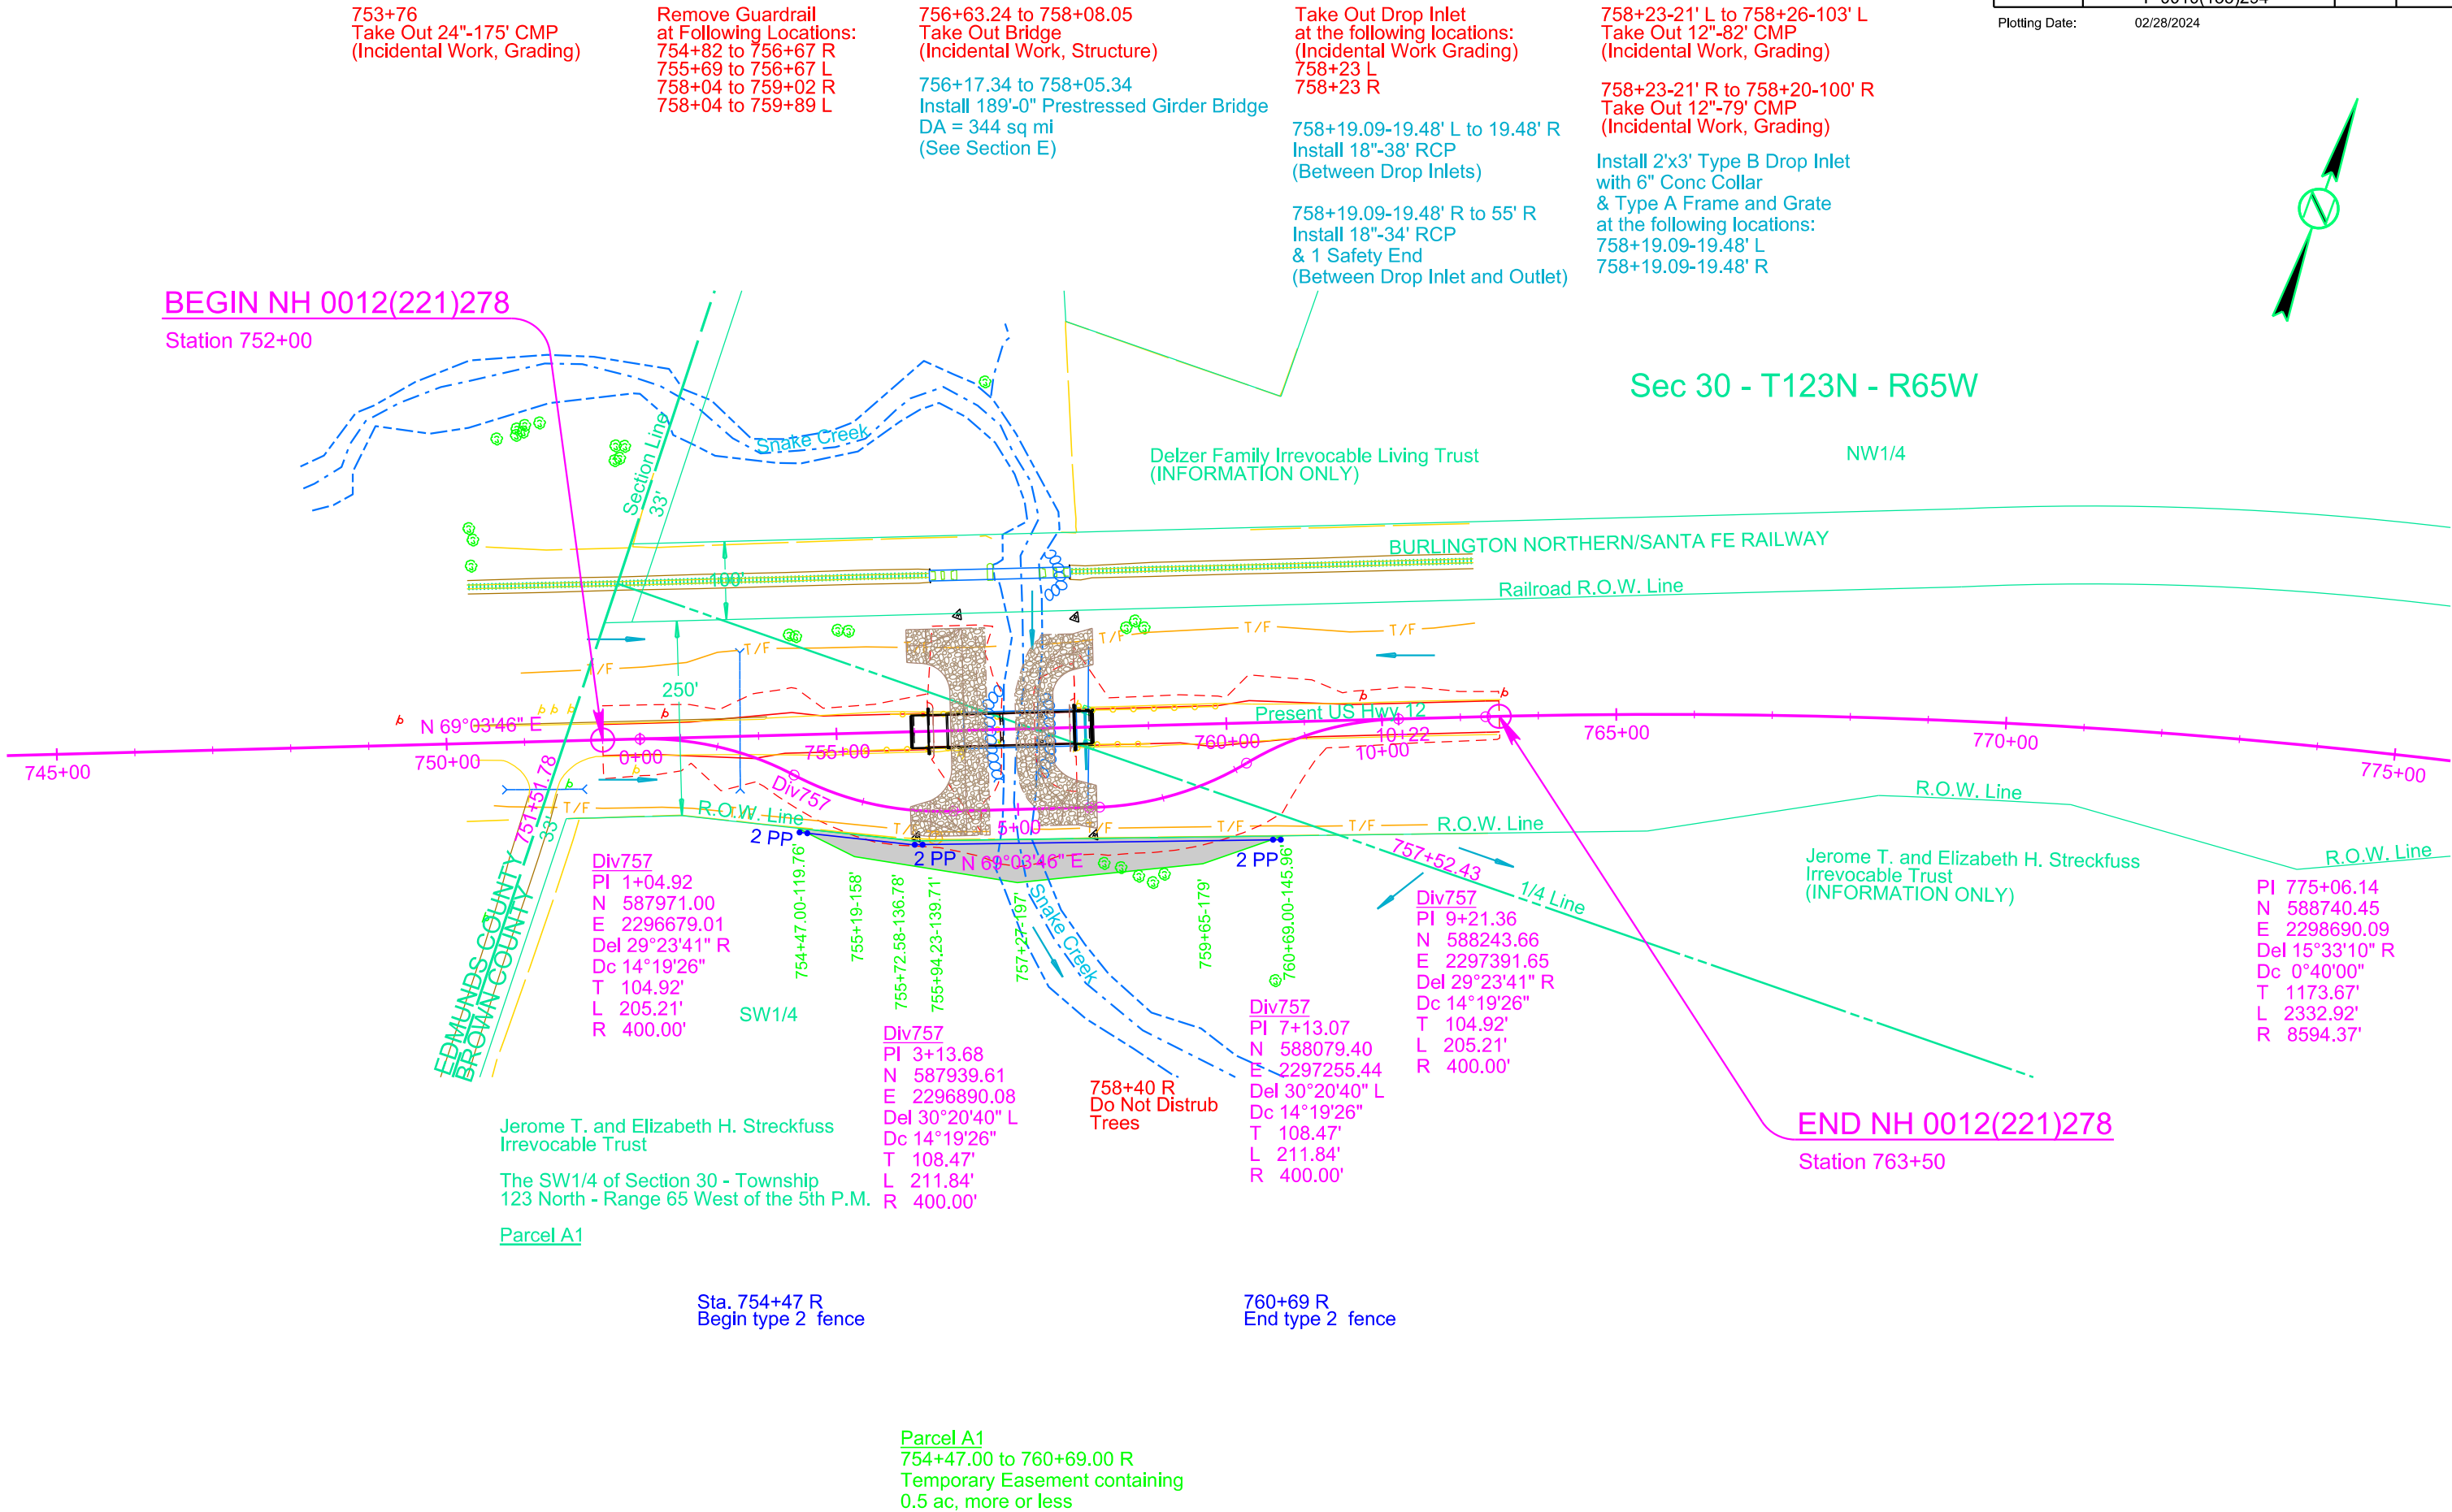 753+76
Take Out 24"-175' CMP
(Incidental Work, Grading)
Remove Guardrail
at Following Locations:
754+82 to 756+67 R
755+69 to 756+67 L
758+04 to 759+02 R
758+04 to 759+89 L
756+63.24 to 758+08.05
Take Out Bridge
(Incidental Work, Structure)
756+17.34 to 758+05.34
Install 189'-0" Prestressed Girder Bridge
DA = 344 sq mi
(See Section E)
Take Out Drop Inlet
at the following locations:
(Incidental Work Grading)
758+23 L
758+23 R
758+19.09-19.48' L to 19.48' R
Install 18"-38' RCP
(Between Drop Inlets)
758+19.09-19.48' R to 55' R
Install 18"-34' RCP
& 1 Safety End
(Between Drop Inlet and Outlet)
758+23-21' L to 758+26-103' L
Take Out 12"-82' CMP
(Incidental Work, Grading)
758+23-21' R to 758+20-100' R
Take Out 12"-79' CMP
(Incidental Work, Grading)
Install 2'x3' Type B Drop Inlet
with 6" Conc Collar
& Type A Frame and Grate
at the following locations:
758+19.09-19.48' L
758+19.09-19.48' R
Plotting Date: 02/28/2024
N
BEGIN NH 0012(221)278
Station 752+00
Sec 30 - T123N - R65W
NW1/4
Section Line
33'
Snake Creek
Delzer Family Irrevocable Living Trust
(INFORMATION ONLY)
BURLINGTON NORTHERN/SANTA FE RAILWAY
100'
Railroad R.O.W. Line
T/F
T/F
T/F
T/F
T/F
250'
N 69°03'46" E
Present US Hwy 12
745+00
750+00
0+00
755+00
760+00
10+22
10+00
765+00
770+00
775+00
751+51.78
33'
Div757
5+00
T/F
T/F
T/F
T/F
T/F
R.O.W. Line
R.O.W. Line
R.O.W. Line
R.O.W. Line
2 PP
2 PP
2 PP
N 69°03'46" E
757+52.43
1/4 Line
Snake Creek
EDMUNDS COUNTY
BROWN COUNTY
754+47.00-119.76'
755+19-158'
755+72.58-136.78'
755+94.23-139.71'
757+27-197'
759+65-179'
760+69.00-145.96'
Div757
PI 1+04.92
N 587971.00
E 2296679.01
Del 29°23'41" R
Dc 14°19'26"
T 104.92'
L 205.21'
R 400.00'
SW1/4
Div757
PI 3+13.68
N 587939.61
E 2296890.08
Del 30°20'40" L
Dc 14°19'26"
T 108.47'
L 211.84'
R 400.00'
758+40 R
Do Not Distrub
Trees
Div757
PI 7+13.07
N 588079.40
E 2297255.44
Del 30°20'40" L
Dc 14°19'26"
T 108.47'
L 211.84'
R 400.00'
Div757
PI 9+21.36
N 588243.66
E 2297391.65
Del 29°23'41" R
Dc 14°19'26"
T 104.92'
L 205.21'
R 400.00'
Jerome T. and Elizabeth H. Streckfuss
Irrevocable Trust
(INFORMATION ONLY)
PI 775+06.14
N 588740.45
E 2298690.09
Del 15°33'10" R
Dc 0°40'00"
T 1173.67'
L 2332.92'
R 8594.37'
END NH 0012(221)278
Station 763+50
Jerome T. and Elizabeth H. Streckfuss
Irrevocable Trust
The SW1/4 of Section 30 - Township
123 North - Range 65 West of the 5th P.M.
Parcel A1
Sta. 754+47 R
Begin type 2 fence
760+69 R
End type 2 fence
Parcel A1
754+47.00 to 760+69.00 R
Temporary Easement containing
0.5 ac, more or less